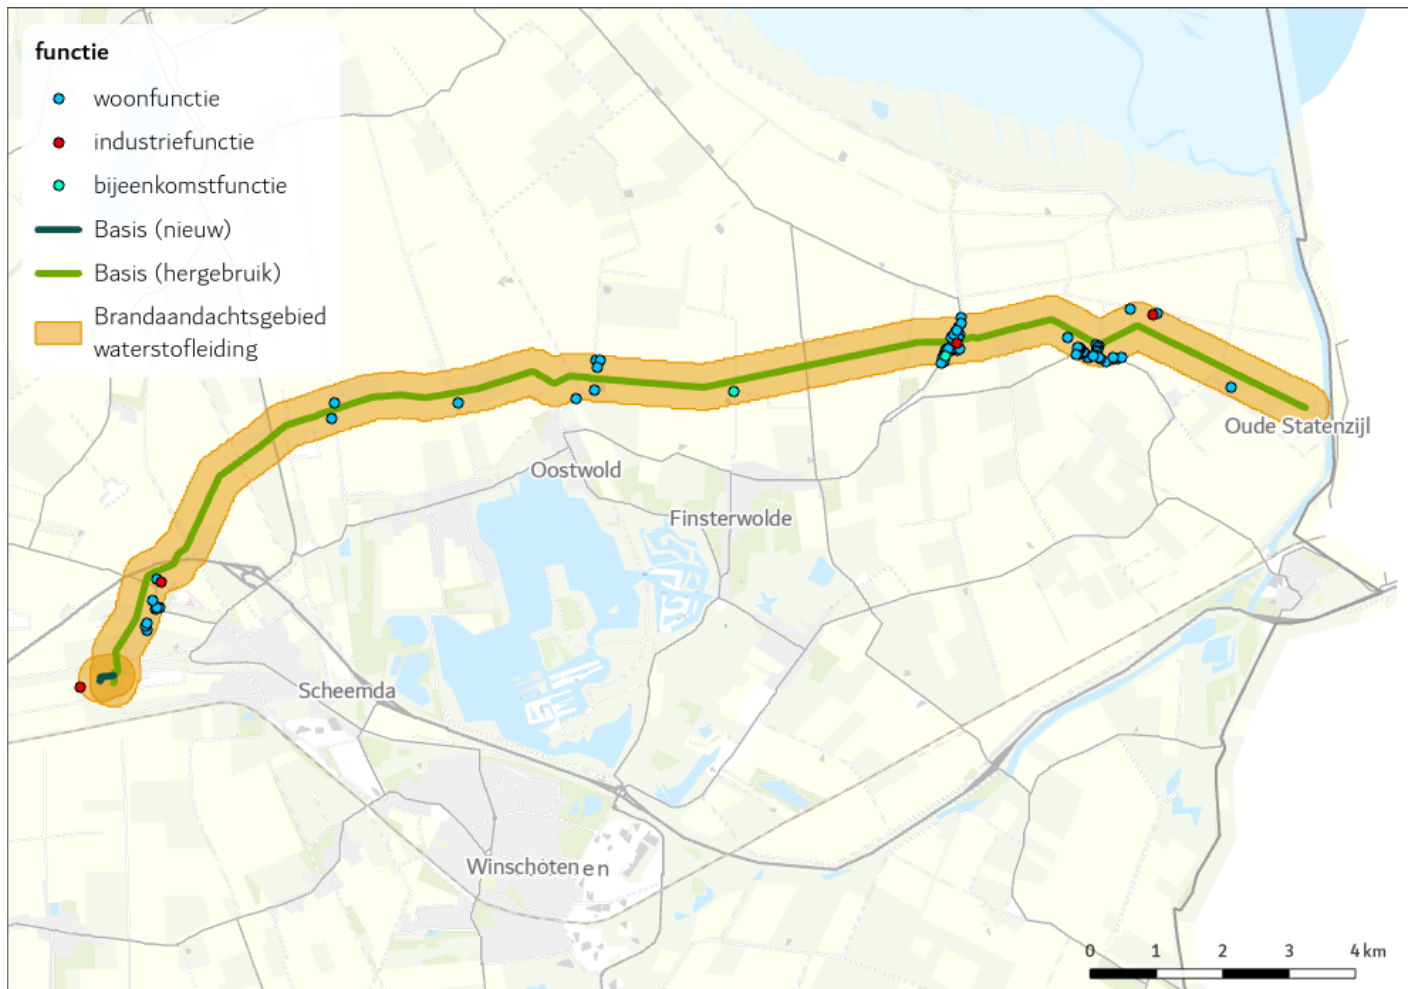 functie
woonfunctie
industriefunctie
bijeenkomstfunctie
Basis (nieuw)
Basis (hergebruik)
Brandaandachtsgebied
waterstofleiding
Oude Statenzijl
Oostwold
Finsterwolde
Scheemda
Winschoten en
0 1 2 3 4 km